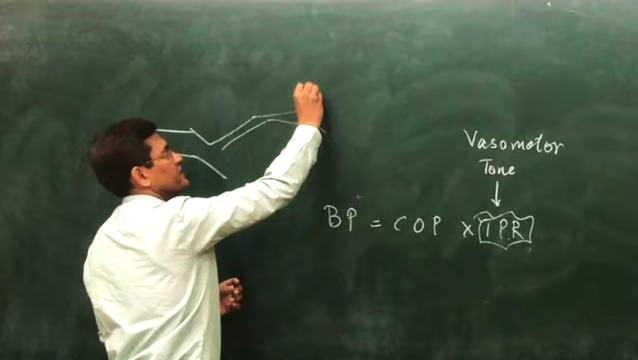 Vasomotor
Tone
↓
BP = COP × TPR